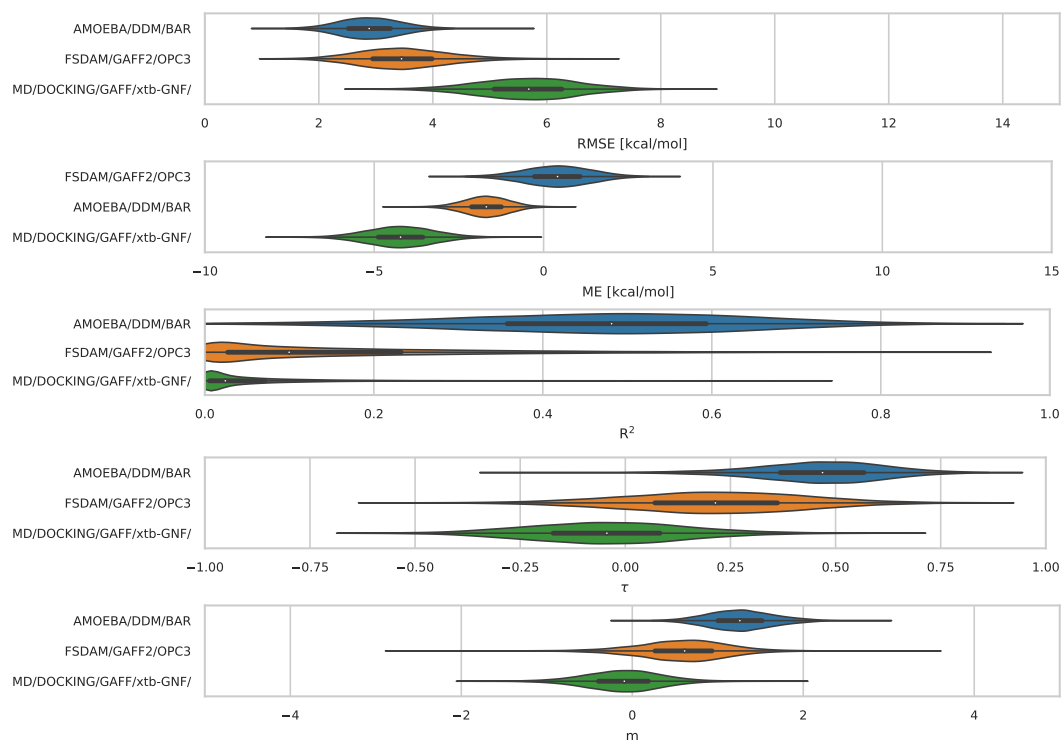 AMOEBA/DDM/BAR
FSDAM/GAFF2/OPC3
MD/DOCKING/GAFF/xtb-GNF/
0 2 4 6 8 10 12 14
RMSE [kcal/mol]
FSDAM/GAFF2/OPC3
AMOEBA/DDM/BAR
MD/DOCKING/GAFF/xtb-GNF/
−10 −5 0 5 10 15
ME [kcal/mol]
AMOEBA/DDM/BAR
FSDAM/GAFF2/OPC3
MD/DOCKING/GAFF/xtb-GNF/
0.0 0.2 0.4 0.6 0.8 1.0
R²
AMOEBA/DDM/BAR
FSDAM/GAFF2/OPC3
MD/DOCKING/GAFF/xtb-GNF/
−1.00 −0.75 −0.50 −0.25 0.00 0.25 0.50 0.75 1.00
τ
AMOEBA/DDM/BAR
FSDAM/GAFF2/OPC3
MD/DOCKING/GAFF/xtb-GNF/
−4 −2 0 2 4
m